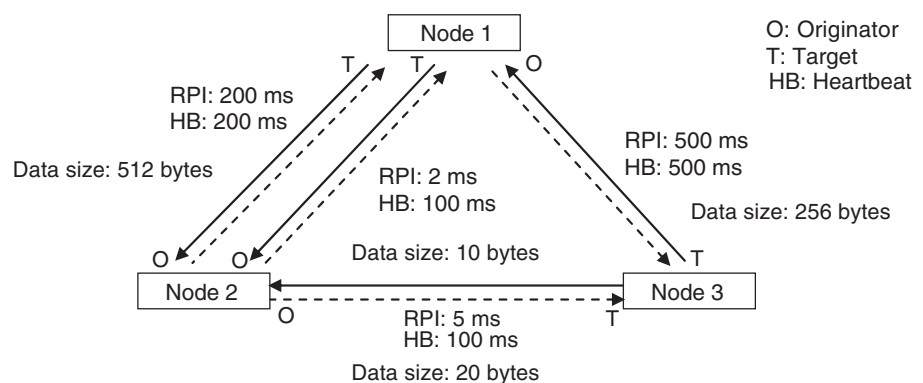 Node 1
O: Originator
T: Target
HB: Heartbeat
T
T
O
RPI: 200 ms
HB: 200 ms
RPI: 500 ms
HB: 500 ms
Data size: 512 bytes
RPI: 2 ms
HB: 100 ms
Data size: 256 bytes
Data size: 10 bytes
O
O
T
Node 2
Node 3
O
RPI: 5 ms
HB: 100 ms
T
Data size: 20 bytes